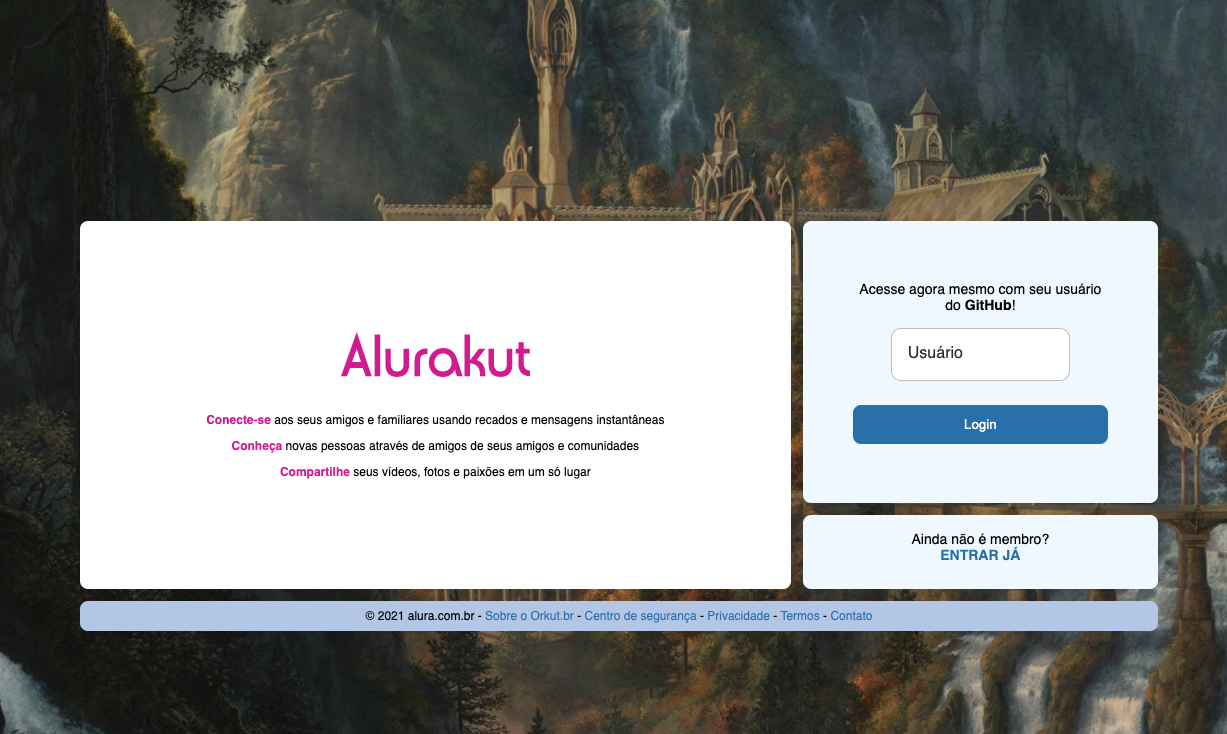 Alurakut
Conecte-se aos seus amigos e familiares usando recados e mensagens instantâneas
Conheça novas pessoas através de amigos de seus amigos e comunidades
Compartilhe seus vídeos, fotos e paixões em um só lugar
Acesse agora mesmo com seu usuário
do GitHub!
Usuário
Login
Ainda não é membro?
ENTRAR JÁ
© 2021 alura.com.br - Sobre o Orkut.br - Centro de segurança - Privacidade - Termos - Contato